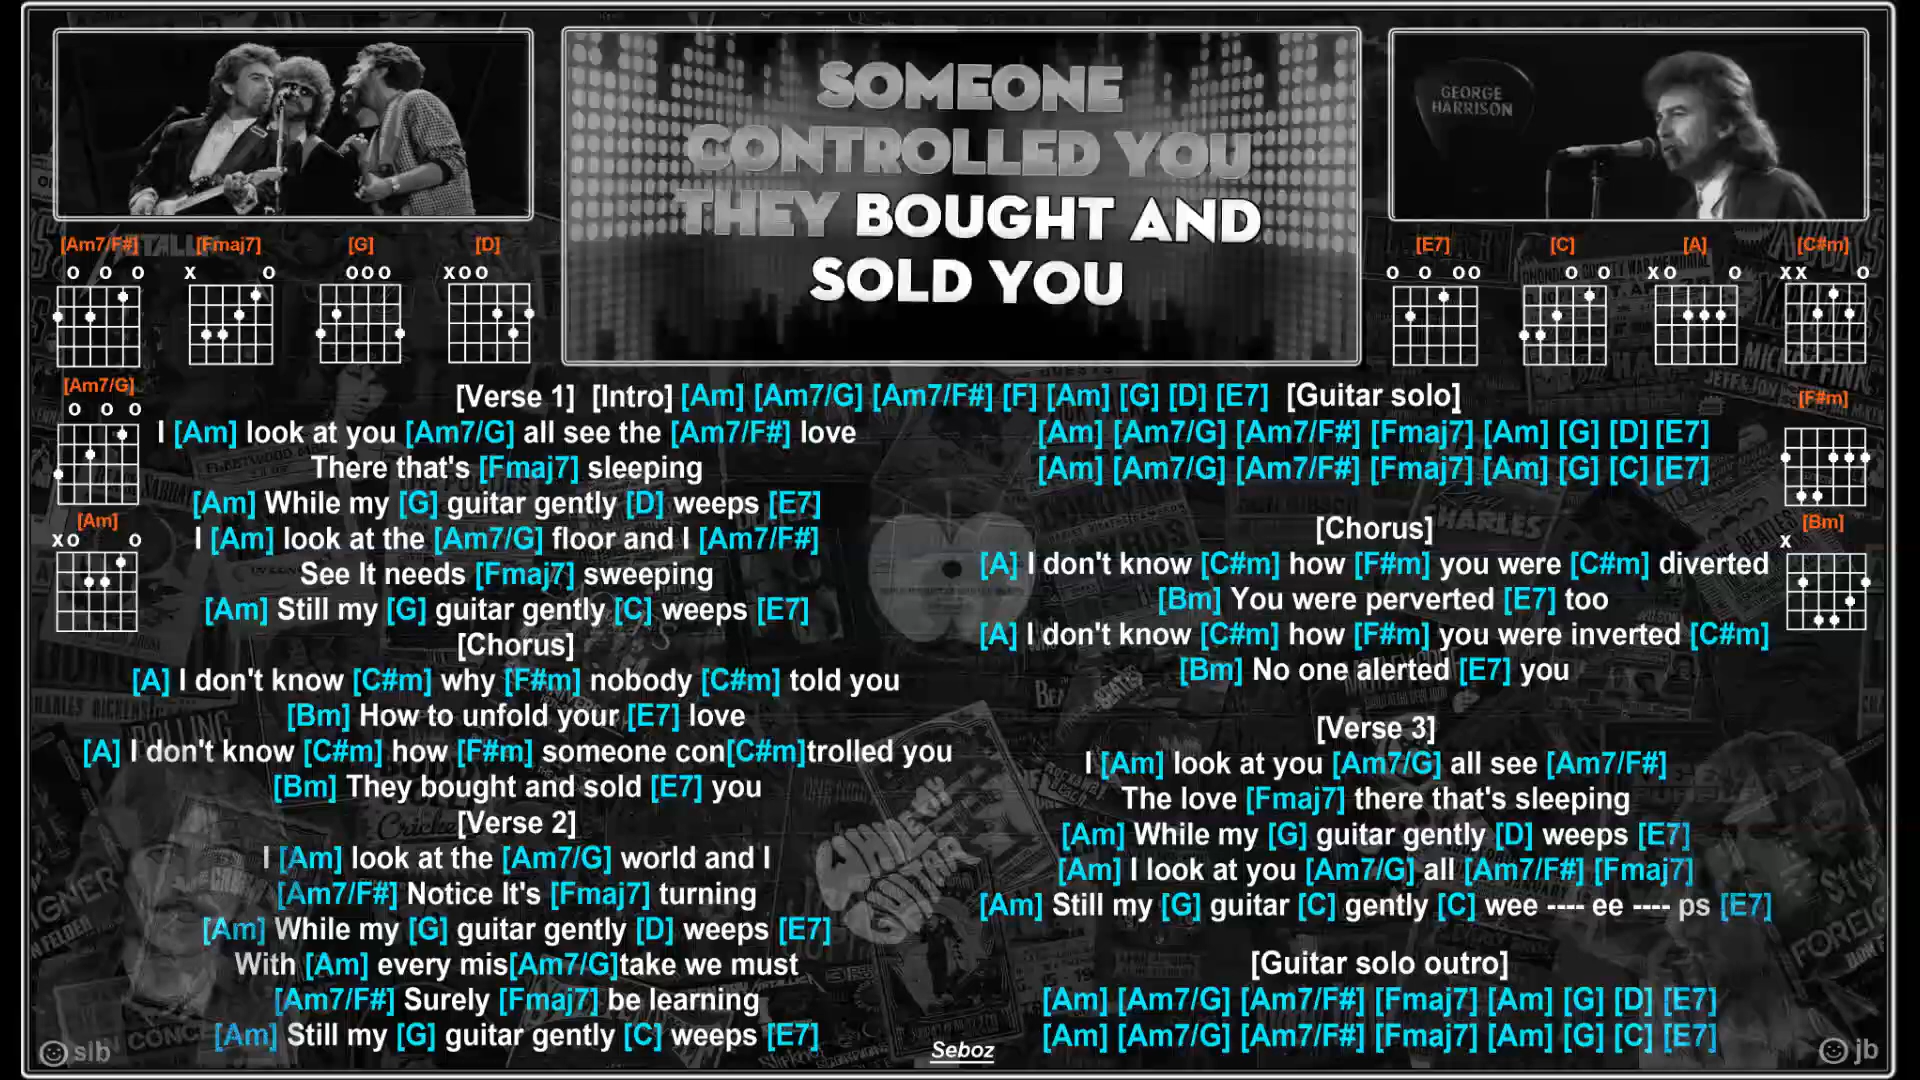 SOMEONE
CONTROLLED YOU
THEY BOUGHT AND
SOLD YOU
GEORGE
HARRISON
[Am7/F#] [Fmaj7] [G] [D]
o o o x o ooo xoo
[E7] [C] [A] [C#m]
o o oo o o xo o xx o
[Am7/G]
o o o
[Am]
xo o
[F#m]
[Bm]
x
[Verse 1] [Intro] [Am] [Am7/G] [Am7/F#] [F] [Am] [G] [D] [E7] [Guitar solo]
I [Am] look at you [Am7/G] all see the [Am7/F#] love
There that's [Fmaj7] sleeping
[Am] While my [G] guitar gently [D] weeps [E7]
I [Am] look at the [Am7/G] floor and I [Am7/F#]
See It needs [Fmaj7] sweeping
[Am] Still my [G] guitar gently [C] weeps [E7]
[Chorus]
[A] I don't know [C#m] why [F#m] nobody [C#m] told you
[Bm] How to unfold your [E7] love
[A] I don't know [C#m] how [F#m] someone con[C#m]trolled you
[Bm] They bought and sold [E7] you
[Verse 2]
I [Am] look at the [Am7/G] world and I
[Am7/F#] Notice It's [Fmaj7] turning
[Am] While my [G] guitar gently [D] weeps [E7]
With [Am] every mis[Am7/G]take we must
[Am7/F#] Surely [Fmaj7] be learning
[Am] Still my [G] guitar gently [C] weeps [E7]
[Am] [Am7/G] [Am7/F#] [Fmaj7] [Am] [G] [D] [E7]
[Am] [Am7/G] [Am7/F#] [Fmaj7] [Am] [G] [C] [E7]
[Chorus]
[A] I don't know [C#m] how [F#m] you were [C#m] diverted
[Bm] You were perverted [E7] too
[A] I don't know [C#m] how [F#m] you were inverted [C#m]
[Bm] No one alerted [E7] you
[Verse 3]
I [Am] look at you [Am7/G] all see [Am7/F#]
The love [Fmaj7] there that's sleeping
[Am] While my [G] guitar gently [D] weeps [E7]
[Am] I look at you [Am7/G] all [Am7/F#] [Fmaj7]
[Am] Still my [G] guitar [C] gently [C] wee ---- ee ---- ps [E7]
[Guitar solo outro]
[Am] [Am7/G] [Am7/F#] [Fmaj7] [Am] [G] [D] [E7]
[Am] [Am7/G] [Am7/F#] [Fmaj7] [Am] [G] [C] [E7]
WHILE MY
GUITAR
slb
Seboz
jb